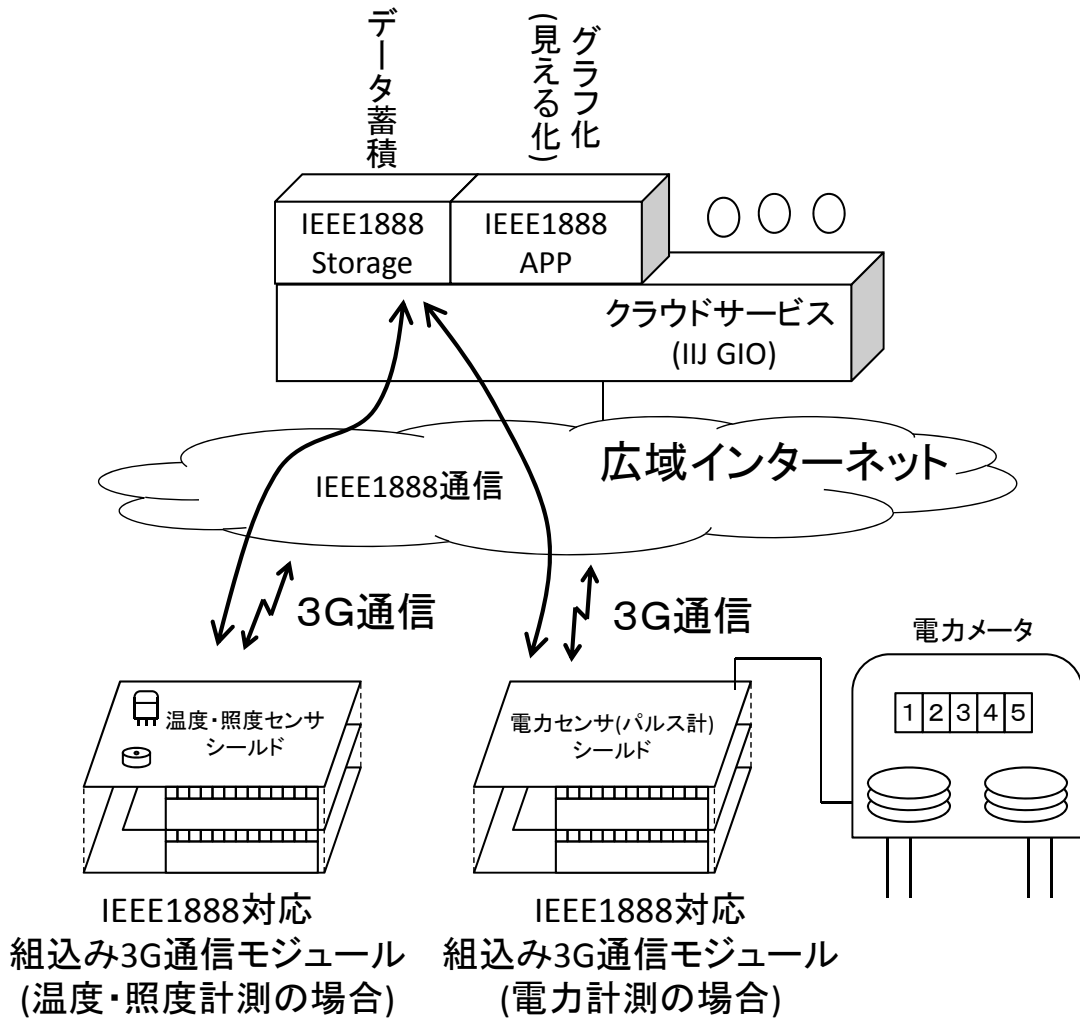 データ蓄積
グラフ化
(見える化)
IEEE1888
Storage
IEEE1888
APP
クラウドサービス
(IIJ GIO)
広域インターネット
IEEE1888通信
3G通信
3G通信
電力メータ
12345
温度・照度センサ
シールド
電力センサ(パルス計)
シールド
IEEE1888対応
組込み3G通信モジュール
(温度・照度計測の場合)
IEEE1888対応
組込み3G通信モジュール
(電力計測の場合)